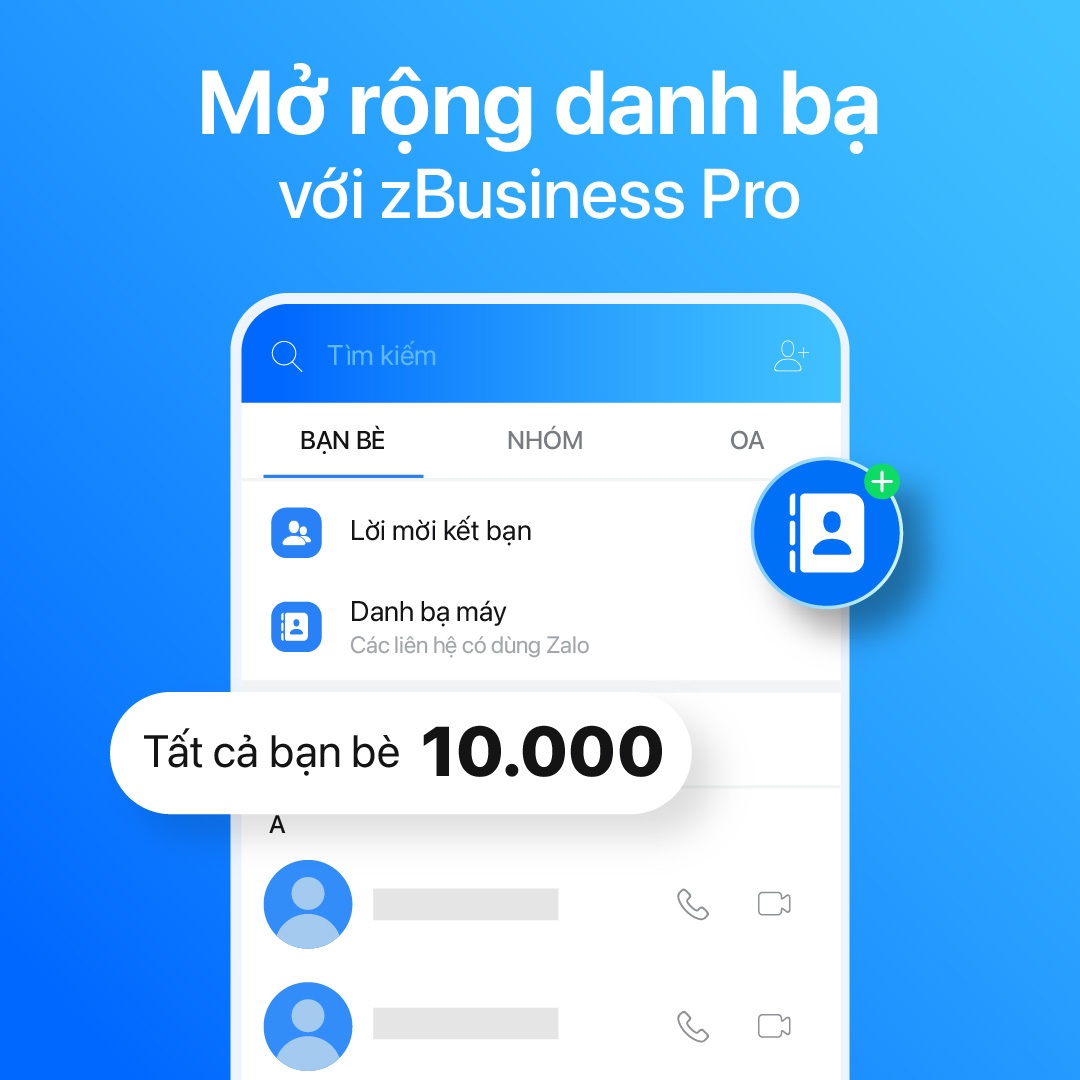 Mở rộng danh bạ
với zBusiness Pro
Tìm kiếm
BẠN BÈ NHÓM OA
Lời mời kết bạn
Danh bạ máy
Các liên hệ có dùng Zalo
Tất cả bạn bè 10.000
A